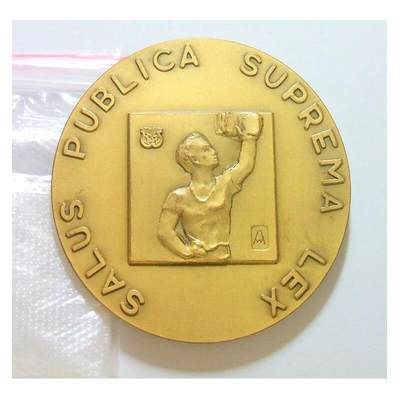 SALUS PUBLICA SUPREMA LEX